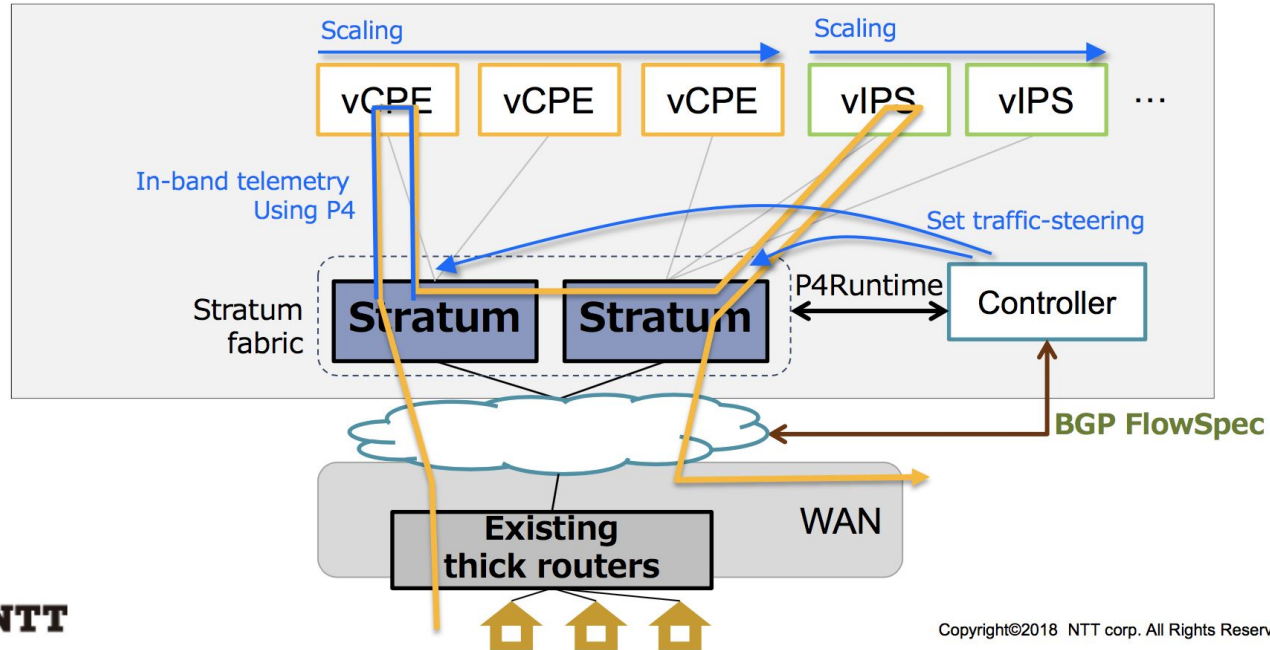 Scaling
Scaling
vCPE
vCPE
vCPE
vIPS
vIPS
...
In-band telemetry
Using P4
Set traffic-steering
Stratum
fabric
Stratum
Stratum
P4Runtime
Controller
BGP FlowSpec
WAN
Existing
thick routers
NTT
Copyright©2018 NTT corp. All Rights Reserv